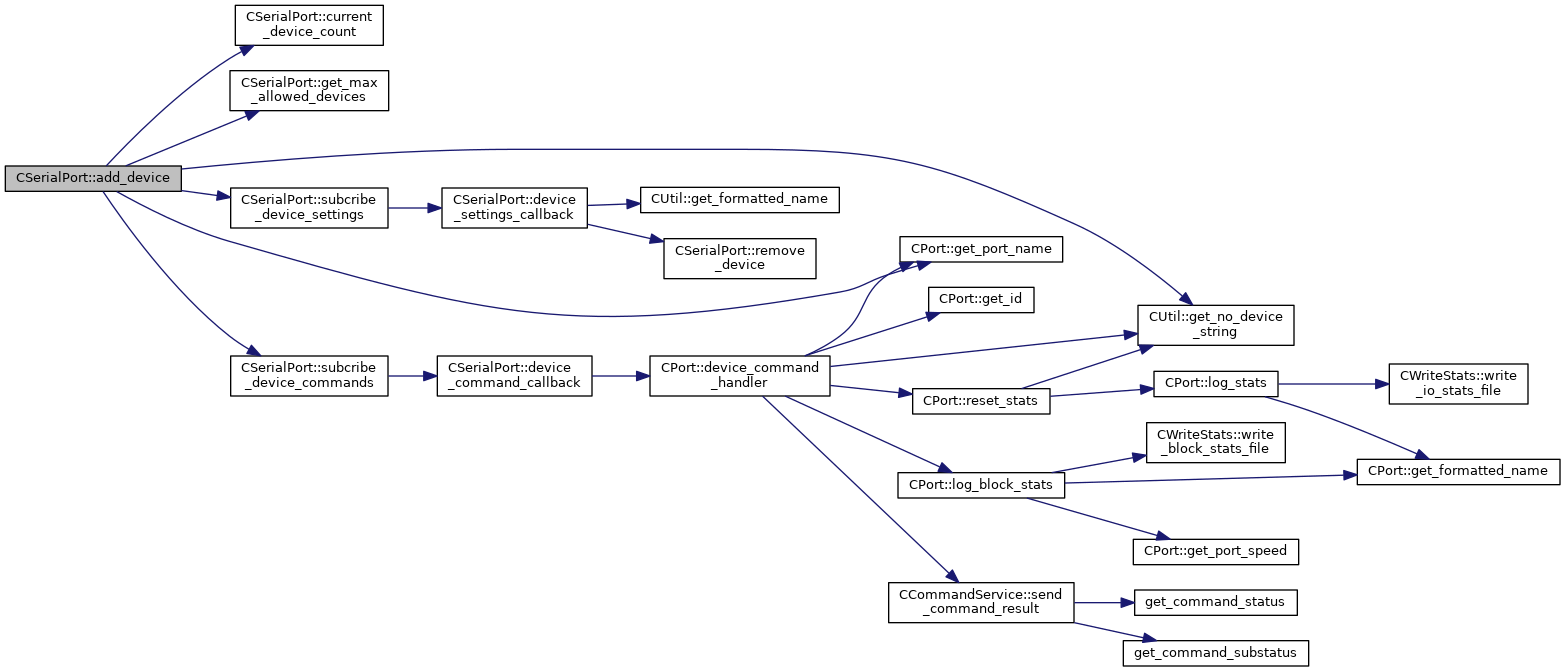 CSerialPort::current
_device_count
CSerialPort::get_max
_allowed_devices
CSerialPort::add_device
CSerialPort::subcribe
_device_settings
CSerialPort::device
_settings_callback
CUtil::get_formatted_name
CSerialPort::remove
_device
CPort::get_port_name
CPort::get_id
CUtil::get_no_device
_string
CSerialPort::subcribe
_device_commands
CSerialPort::device
_command_callback
CPort::device_command
_handler
CPort::reset_stats
CPort::log_stats
CWriteStats::write
_io_stats_file
CWriteStats::write
_block_stats_file
CPort::get_formatted_name
CPort::log_block_stats
CPort::get_port_speed
CCommandService::send
_command_result
get_command_status
get_command_substatus